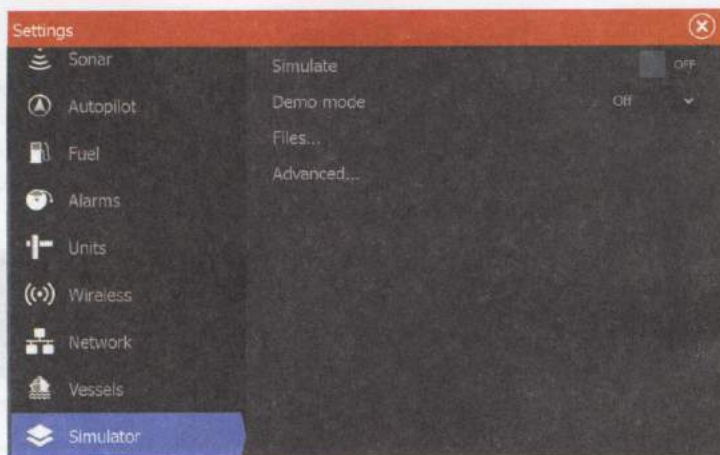 Settings
Sonar
Autopilot
Fuel
Alarms
Units
Wireless
Network
Vessels
Simulator
Simulate OFF
Demo mode Off
Files...
Advanced...